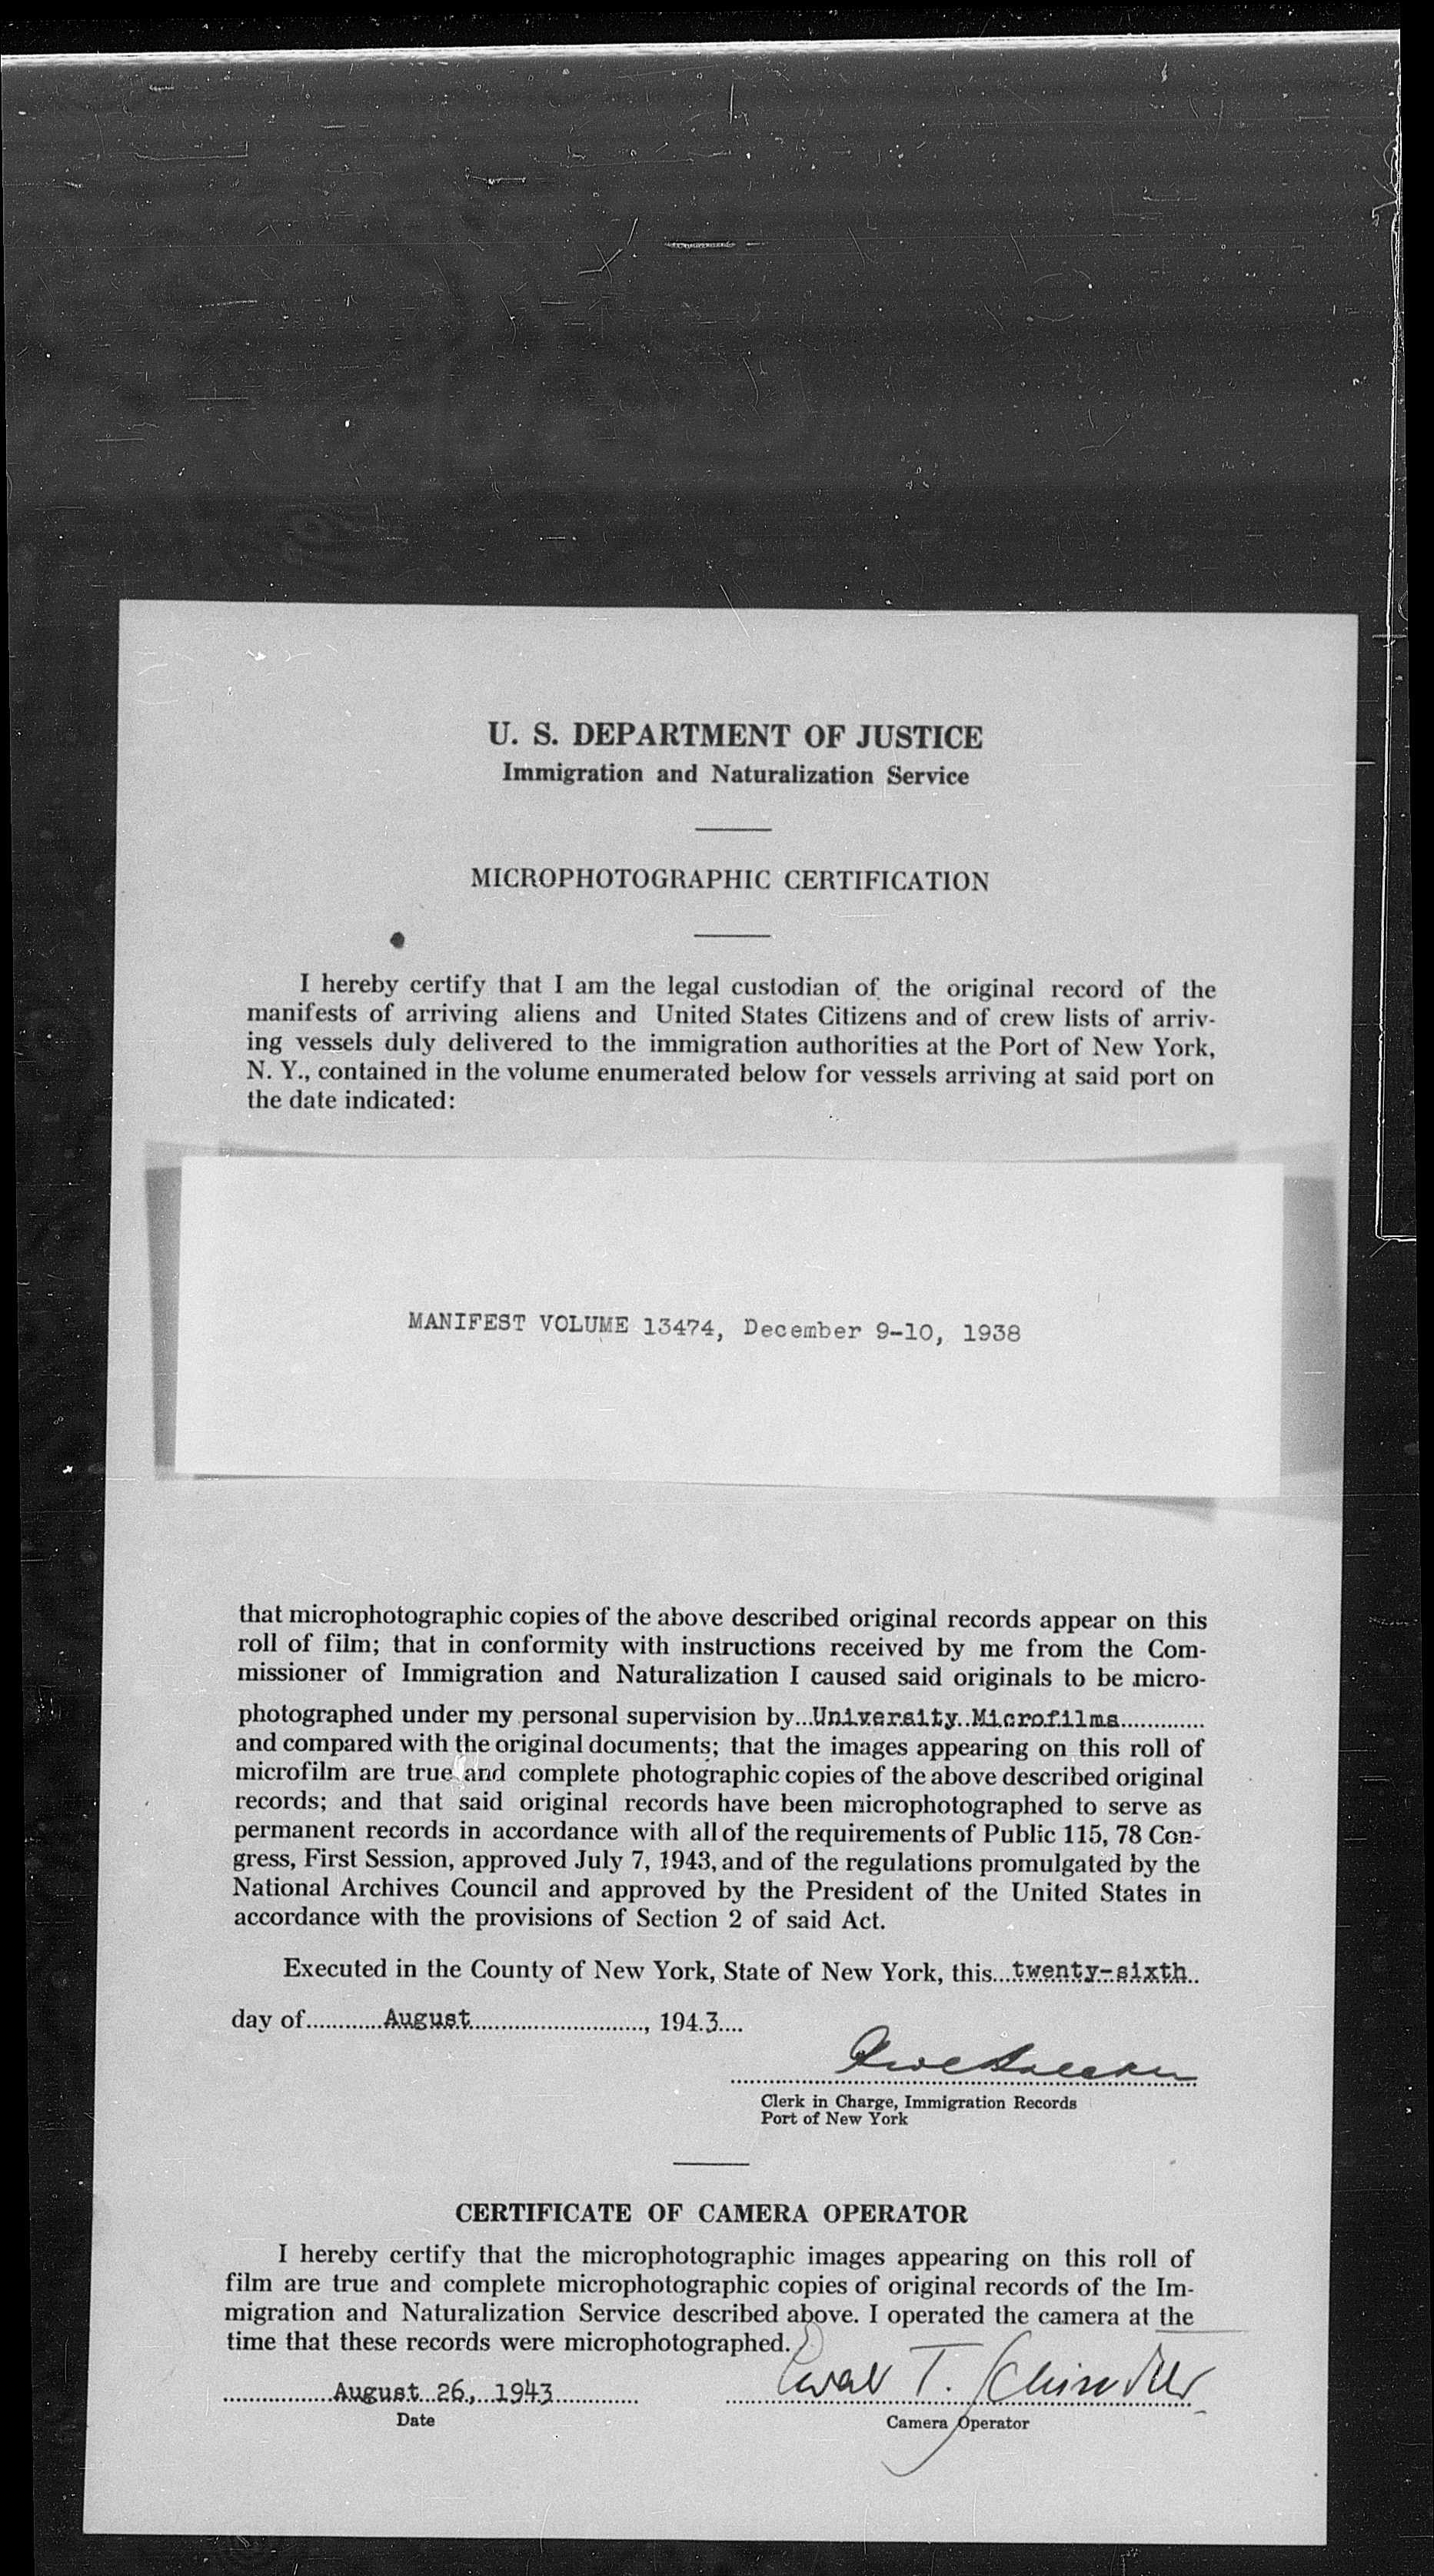 U. S. DEPARTMENT OF JUSTICE
Immigration and Naturalization Service
MICROPHOTOGRAPHIC CERTIFICATION
I hereby certify that I am the legal custodian of the original record of the
manifests of arriving aliens and United States Citizens and of crew lists of arriv-
ing vessels duly delivered to the immigration authorities at the Port of New York,
N. Y., contained in the volume enumerated below for vessels arriving at said port on
the date indicated:
MANIFEST VOLUME 13474, December 9-10, 1938
that microphotographic copies of the above described original records appear on this
roll of film; that in conformity with instructions received by me from the Com-
missioner of Immigration and Naturalization I caused said originals to be micro-
photographed under my personal supervision by...University Microfilms.............
and compared with the original documents; that the images appearing on this roll of
microfilm are true and complete photographic copies of the above described original
records; and that said original records have been microphotographed to serve as
permanent records in accordance with all of the requirements of Public 115, 78 Con-
gress, First Session, approved July 7, 1943, and of the regulations promulgated by the
National Archives Council and approved by the President of the United States in
accordance with the provisions of Section 2 of said Act.
Executed in the County of New York, State of New York, this...twenty-sixth..
day of............August............................, 194.3....
Clerk in Charge, Immigration Records
Port of New York
CERTIFICATE OF CAMERA OPERATOR
I hereby certify that the microphotographic images appearing on this roll of
film are true and complete microphotographic copies of original records of the Im-
migration and Naturalization Service described above. I operated the camera at the
time that these records were microphotographed.
T.
August 26, 1943
Date
Camera Operator